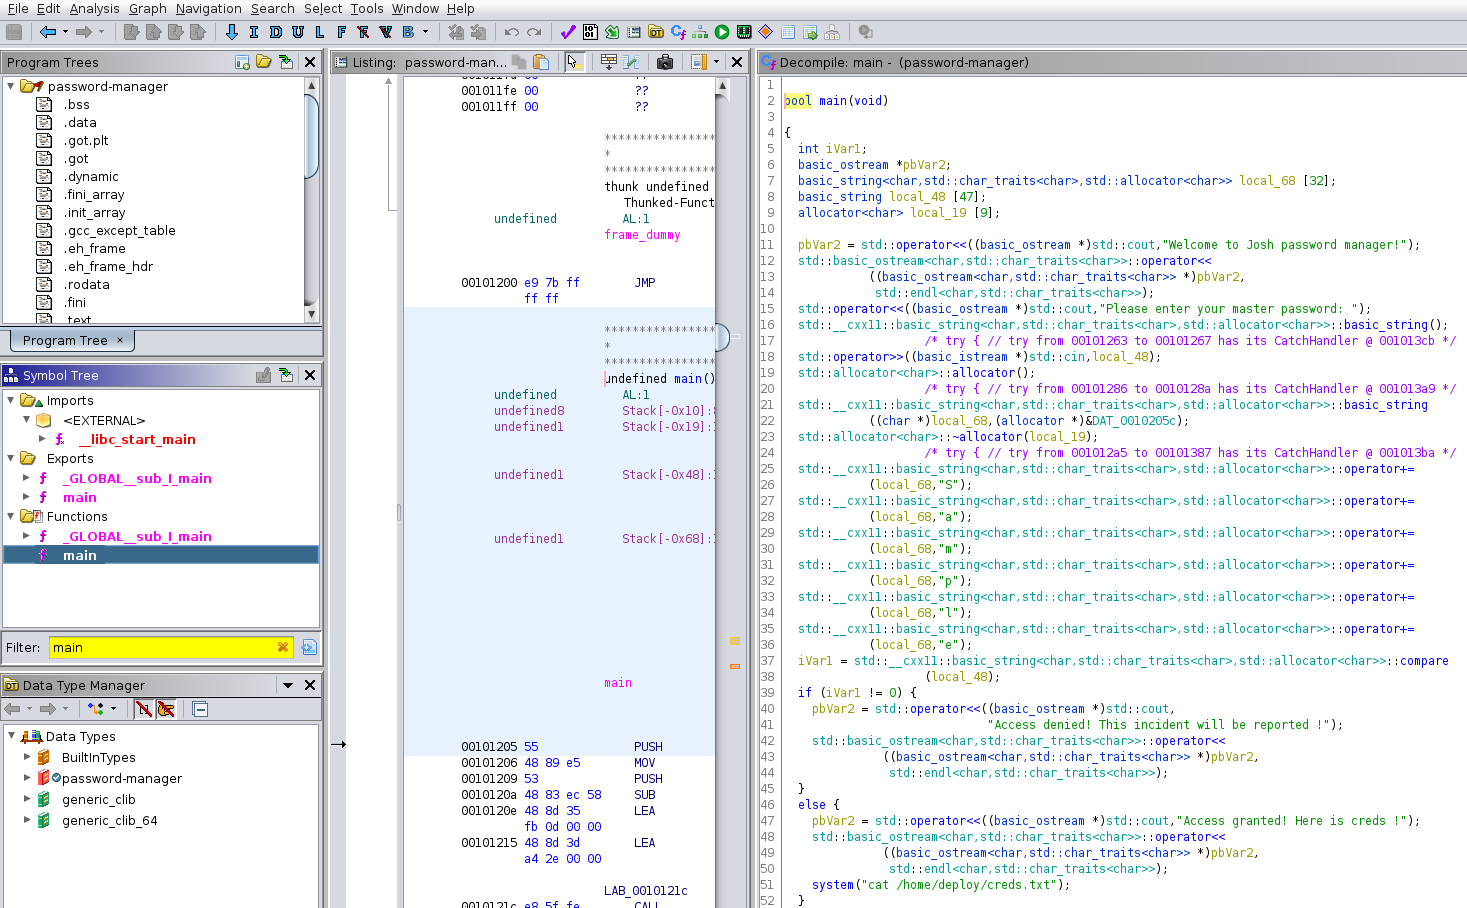 File Edit Analysis Graph Navigation Search Select Tools Window Help
I D U L F R V B
Program Trees
password-manager
.bss
.data
.got.plt
.got
.dynamic
.fini_array
.init_array
.gcc_except_table
.eh_frame
.eh_frame_hdr
.rodata
.fini
.text
Program Tree ×
Symbol Tree
Imports
<EXTERNAL>
__libc_start_main
Exports
_GLOBAL__sub_I_main
main
Functions
_GLOBAL__sub_I_main
main
Filter: main
Data Type Manager
Data Types
BuiltInTypes
password-manager
generic_clib
generic_clib_64
Listing: password-man...
001011fd 00 ??
001011fe 00 ??
001011ff 00 ??
****************
*
****************
thunk undefined
Thunked-Funct
undefined AL:1
frame_dummy
00101200 e9 7b ff JMP
ff ff
****************
*
****************
undefined main()
undefined AL:1
undefined8 Stack[-0x10]:
undefined1 Stack[-0x19]:
undefined1 Stack[-0x48]:
undefined1 Stack[-0x68]:
main
00101205 55 PUSH
00101206 48 89 e5 MOV
00101209 53 PUSH
0010120a 48 83 ec 58 SUB
0010120e 48 8d 35 LEA
fb 0d 00 00
00101215 48 8d 3d LEA
a4 2e 00 00
LAB_0010121c
0010121c e8 5f fe CALL
Decompile: main - (password-manager)
1
2 bool main(void)
3
4 {
5 int iVar1;
6 basic_ostream *pbVar2;
7 basic_string<char,std::char_traits<char>,std::allocator<char>> local_68 [32];
8 basic_string local_48 [47];
9 allocator<char> local_19 [9];
10
11 pbVar2 = std::operator<<((basic_ostream *)std::cout,"Welcome to Josh password manager!");
12 std::basic_ostream<char,std::char_traits<char>>::operator<<
13 ((basic_ostream<char,std::char_traits<char>> *)pbVar2,
14 std::endl<char,std::char_traits<char>>);
15 std::operator<<((basic_ostream *)std::cout,"Please enter your master password: ");
16 std::__cxx11::basic_string<char,std::char_traits<char>,std::allocator<char>>::basic_string();
17 /* try { // try from 00101263 to 00101267 has its CatchHandler @ 001013cb */
18 std::operator>>((basic_istream *)std::cin,local_48);
19 std::allocator<char>::allocator();
20 /* try { // try from 00101286 to 0010128a has its CatchHandler @ 001013a9 */
21 std::__cxx11::basic_string<char,std::char_traits<char>,std::allocator<char>>::basic_string
22 ((char *)local_68,(allocator *)&DAT_0010205c);
23 std::allocator<char>::~allocator(local_19);
24 /* try { // try from 001012a5 to 00101387 has its CatchHandler @ 001013ba */
25 std::__cxx11::basic_string<char,std::char_traits<char>,std::allocator<char>>::operator+=
26 (local_68,"S");
27 std::__cxx11::basic_string<char,std::char_traits<char>,std::allocator<char>>::operator+=
28 (local_68,"a");
29 std::__cxx11::basic_string<char,std::char_traits<char>,std::allocator<char>>::operator+=
30 (local_68,"m");
31 std::__cxx11::basic_string<char,std::char_traits<char>,std::allocator<char>>::operator+=
32 (local_68,"p");
33 std::__cxx11::basic_string<char,std::char_traits<char>,std::allocator<char>>::operator+=
34 (local_68,"l");
35 std::__cxx11::basic_string<char,std::char_traits<char>,std::allocator<char>>::operator+=
36 (local_68,"e");
37 iVar1 = std::__cxx11::basic_string<char,std::char_traits<char>,std::allocator<char>>::compare
38 (local_48);
39 if (iVar1 != 0) {
40 pbVar2 = std::operator<<((basic_ostream *)std::cout,
41 "Access denied! This incident will be reported !");
42 std::basic_ostream<char,std::char_traits<char>>::operator<<
43 ((basic_ostream<char,std::char_traits<char>> *)pbVar2,
44 std::endl<char,std::char_traits<char>>);
45 }
46 else {
47 pbVar2 = std::operator<<((basic_ostream *)std::cout,"Access granted! Here is creds !");
48 std::basic_ostream<char,std::char_traits<char>>::operator<<
49 ((basic_ostream<char,std::char_traits<char>> *)pbVar2,
50 std::endl<char,std::char_traits<char>>);
51 system("cat /home/deploy/creds.txt");
52 }